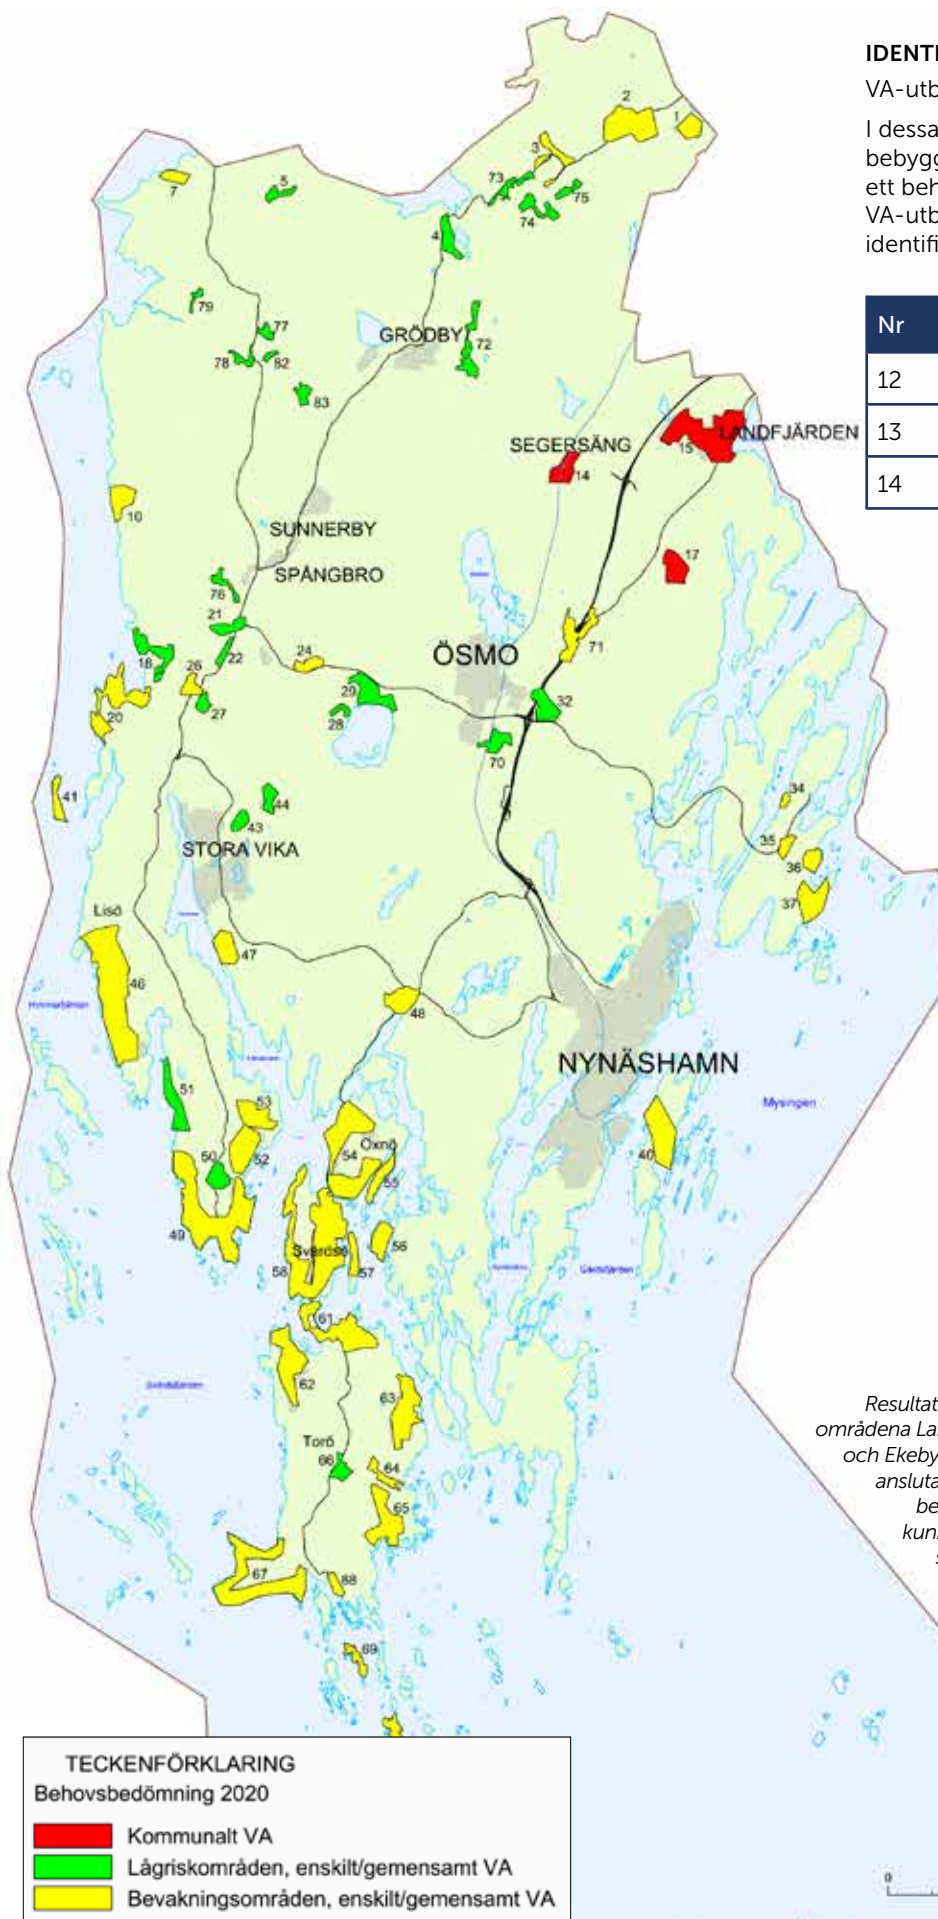 IDENTI
VA-utb
I dessa
bebygg
ett beh
VA-utb
identifi
Nr
12
13
14
2
1
3
7
5
73
75
74
4
79
77
GRÖDBY
72
78
82
83
LANDFJÄRDEN
SEGERSÄNG
15
14
10
SUNNERBY
17
SPÅNGBRO
76
21
71
ÖSMO
18
22
24
26
29
32
20
27
28
70
41
44
34
43
35
STORA VIKA
36
37
Lisö
47
46
48
NYNÄSHAMN
51
Mysingen
53
54
Oxnö
40
50
52
55
49
56
Svärdsö
58
57
61
62
63
Resultat
områdena La
Torö
och Ekeby
66
64
ansluta
be
65
kun
s
67
88
69
TECKENFÖRKLARING
Behovsbedömning 2020
Kommunalt VA
Lågriskområden, enskilt/gemensamt VA
Bevakningsområden, enskilt/gemensamt VA
0